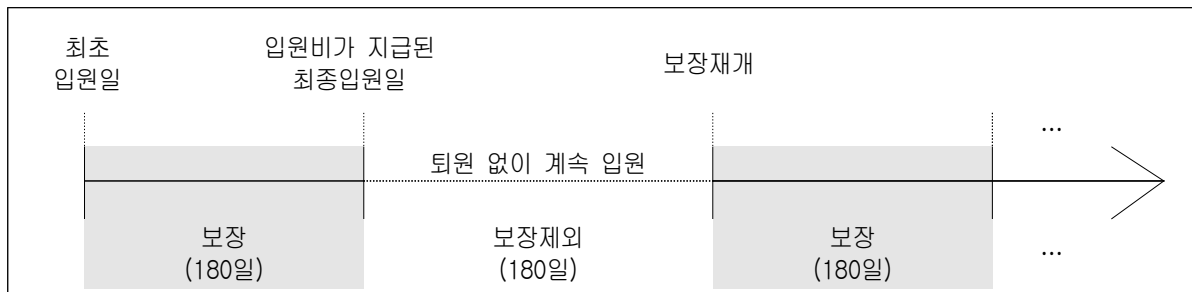 최초
입원일
입원비가 지급된
최종입원일
보장재개
...
퇴원 없이 계속 입원
보장
(180일)
보장제외
(180일)
보장
(180일)
...